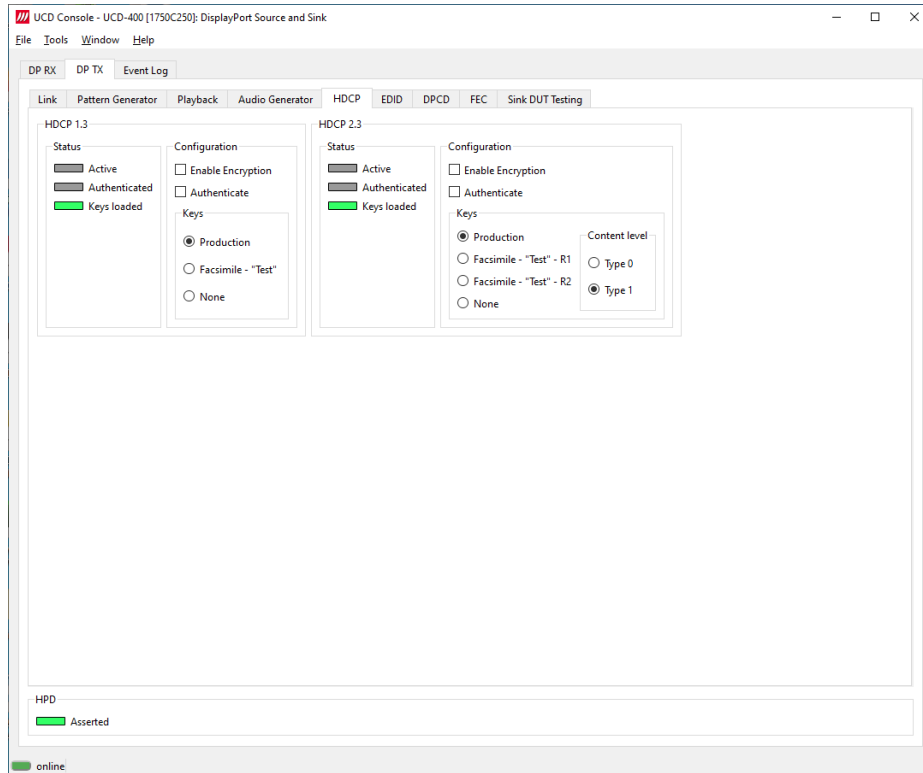 UCD Console - UCD-400 [1750C250]: DisplayPort Source and Sink
File Tools Window Help
DP RX DP TX Event Log
Link Pattern Generator Playback Audio Generator HDCP EDID DPCD FEC Sink DUT Testing
HDCP 1.3
Status
Active
Authenticated
Keys loaded
Configuration
Enable Encryption
Authenticate
Keys
Production
Facsimile - "Test"
None
HDCP 2.3
Status
Active
Authenticated
Keys loaded
Configuration
Enable Encryption
Authenticate
Keys
Production
Facsimile - "Test" - R1
Facsimile - "Test" - R2
None
Content level
Type 0
Type 1
HPD
Asserted
online